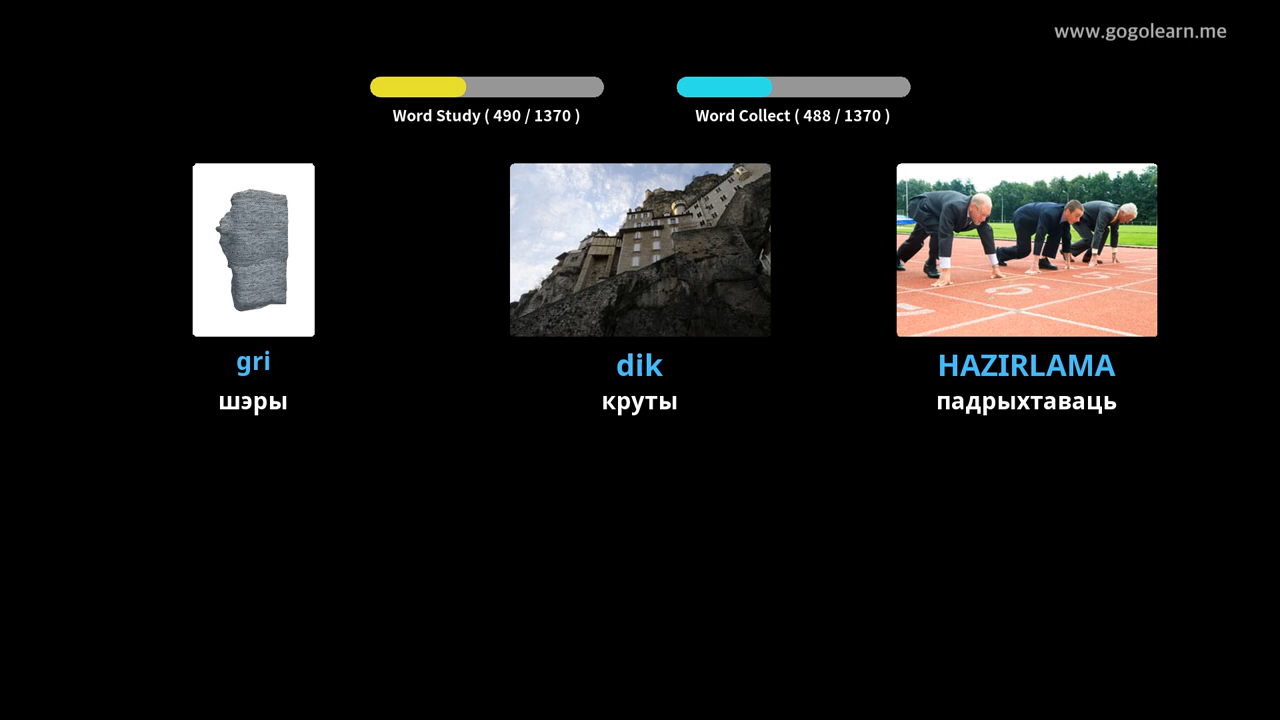 www.gogolearn.me
Word Study ( 490 / 1370 )
Word Collect ( 488 / 1370 )
gri
шэры
dik
круты
HAZIRLAMA
падрыхтаваць